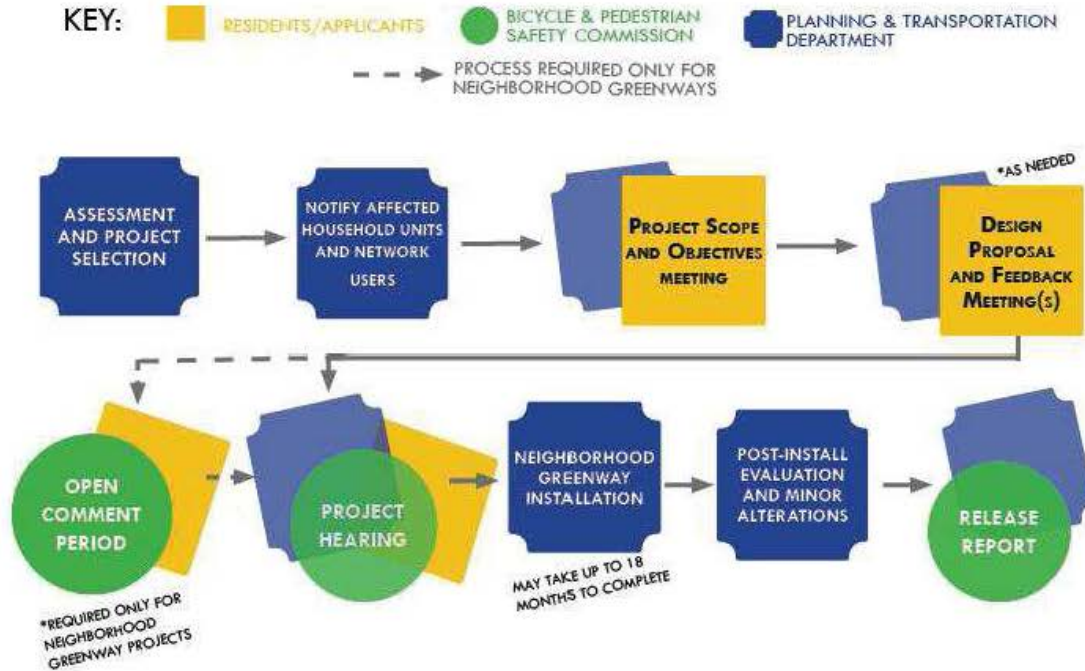 KEY:
RESIDENTS/APPLICANTS
BICYCLE & PEDESTRIAN
SAFETY COMMISSION
PLANNING & TRANSPORTATION
DEPARTMENT
PROCESS REQUIRED ONLY FOR
NEIGHBORHOOD GREENWAYS
ASSESSMENT
AND PROJECT
SELECTION
NOTIFY AFFECTED
HOUSEHOLD UNITS
AND NETWORK
USERS
PROJECT SCOPE
AND OBJECTIVES
MEETING
*AS NEEDED
DESIGN
PROPOSAL
AND FEEDBACK
MEETING(S)
OPEN
COMMENT
PERIOD
*REQUIRED ONLY FOR
NEIGHBORHOOD
GREENWAY PROJECTS
PROJECT
HEARING
NEIGHBORHOOD
GREENWAY
INSTALLATION
MAY TAKE UP TO 18
MONTHS TO COMPLETE
POST-INSTALL
EVALUATION
AND MINOR
ALTERATIONS
RELEASE
REPORT